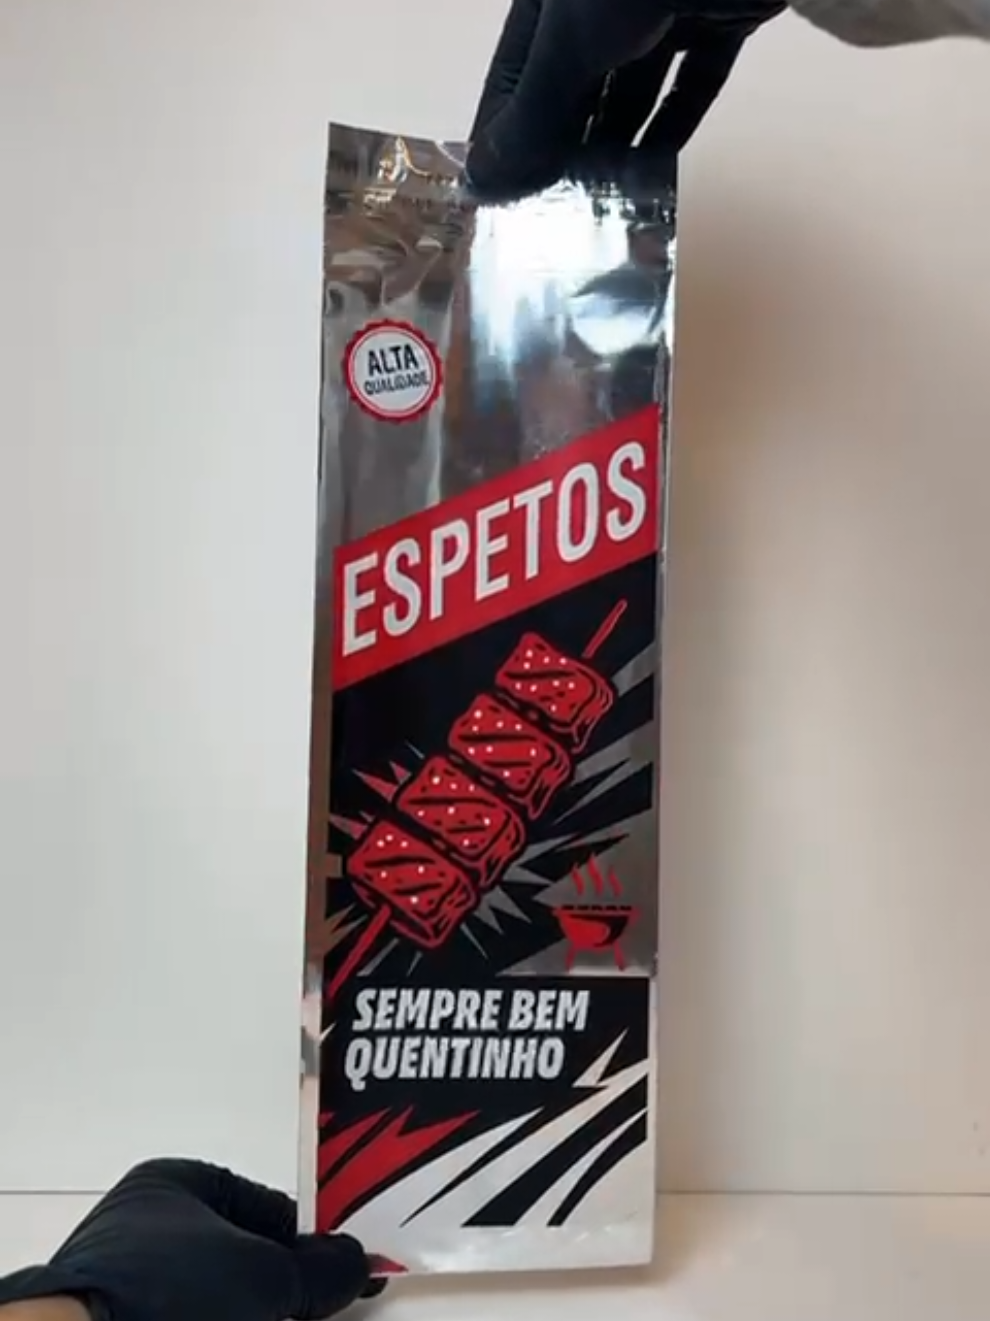 ALTA
QUALIDADE
ESPETOS
SEMPRE BEM
QUENTINHO